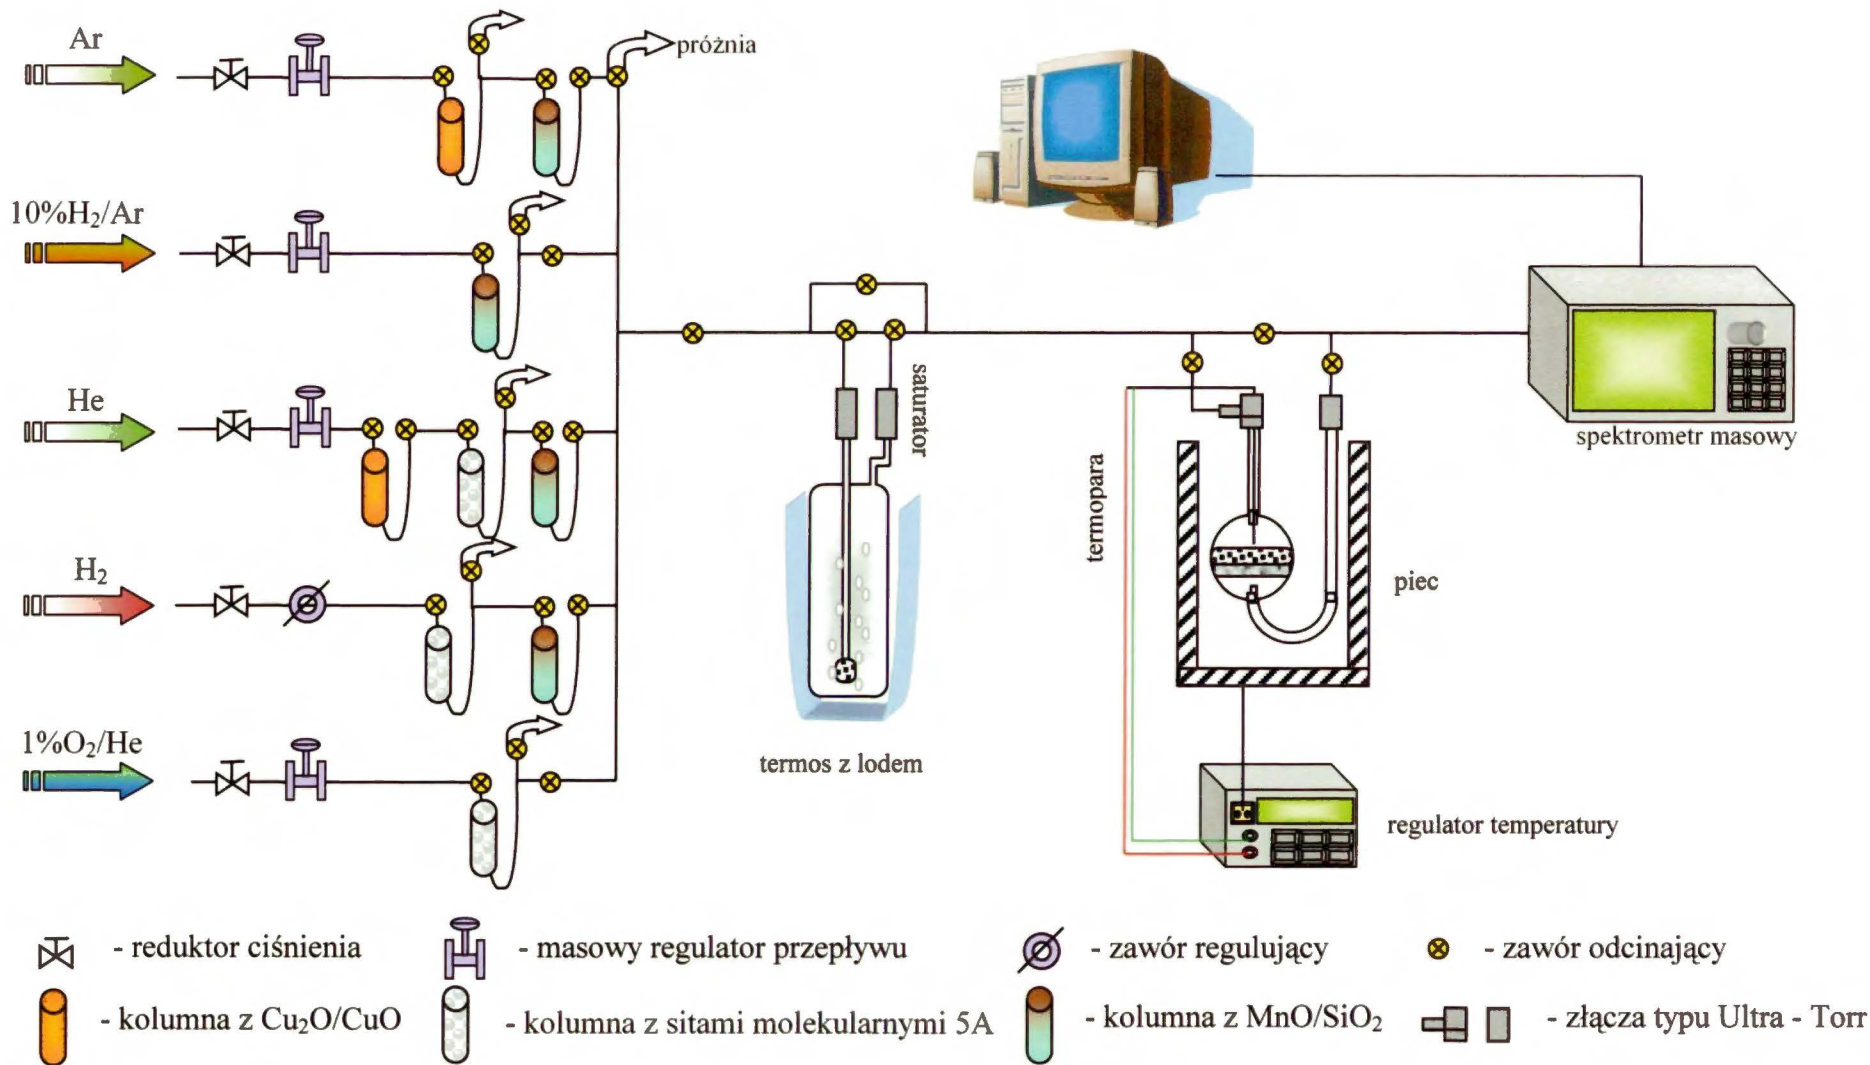 Ar
próżnia
10%H₂/Ar
He
H₂
1%O₂/He
saturator
termos z lodem
termopara
piec
spektrometr masowy
regulator temperatury
- reduktor ciśnienia
- masowy regulator przepływu
- zawór regulujący
- zawór odcinający
- kolumna z Cu₂O/CuO
- kolumna z sitami molekularnymi 5A
- kolumna z MnO/SiO₂
- złącza typu Ultra - Torr